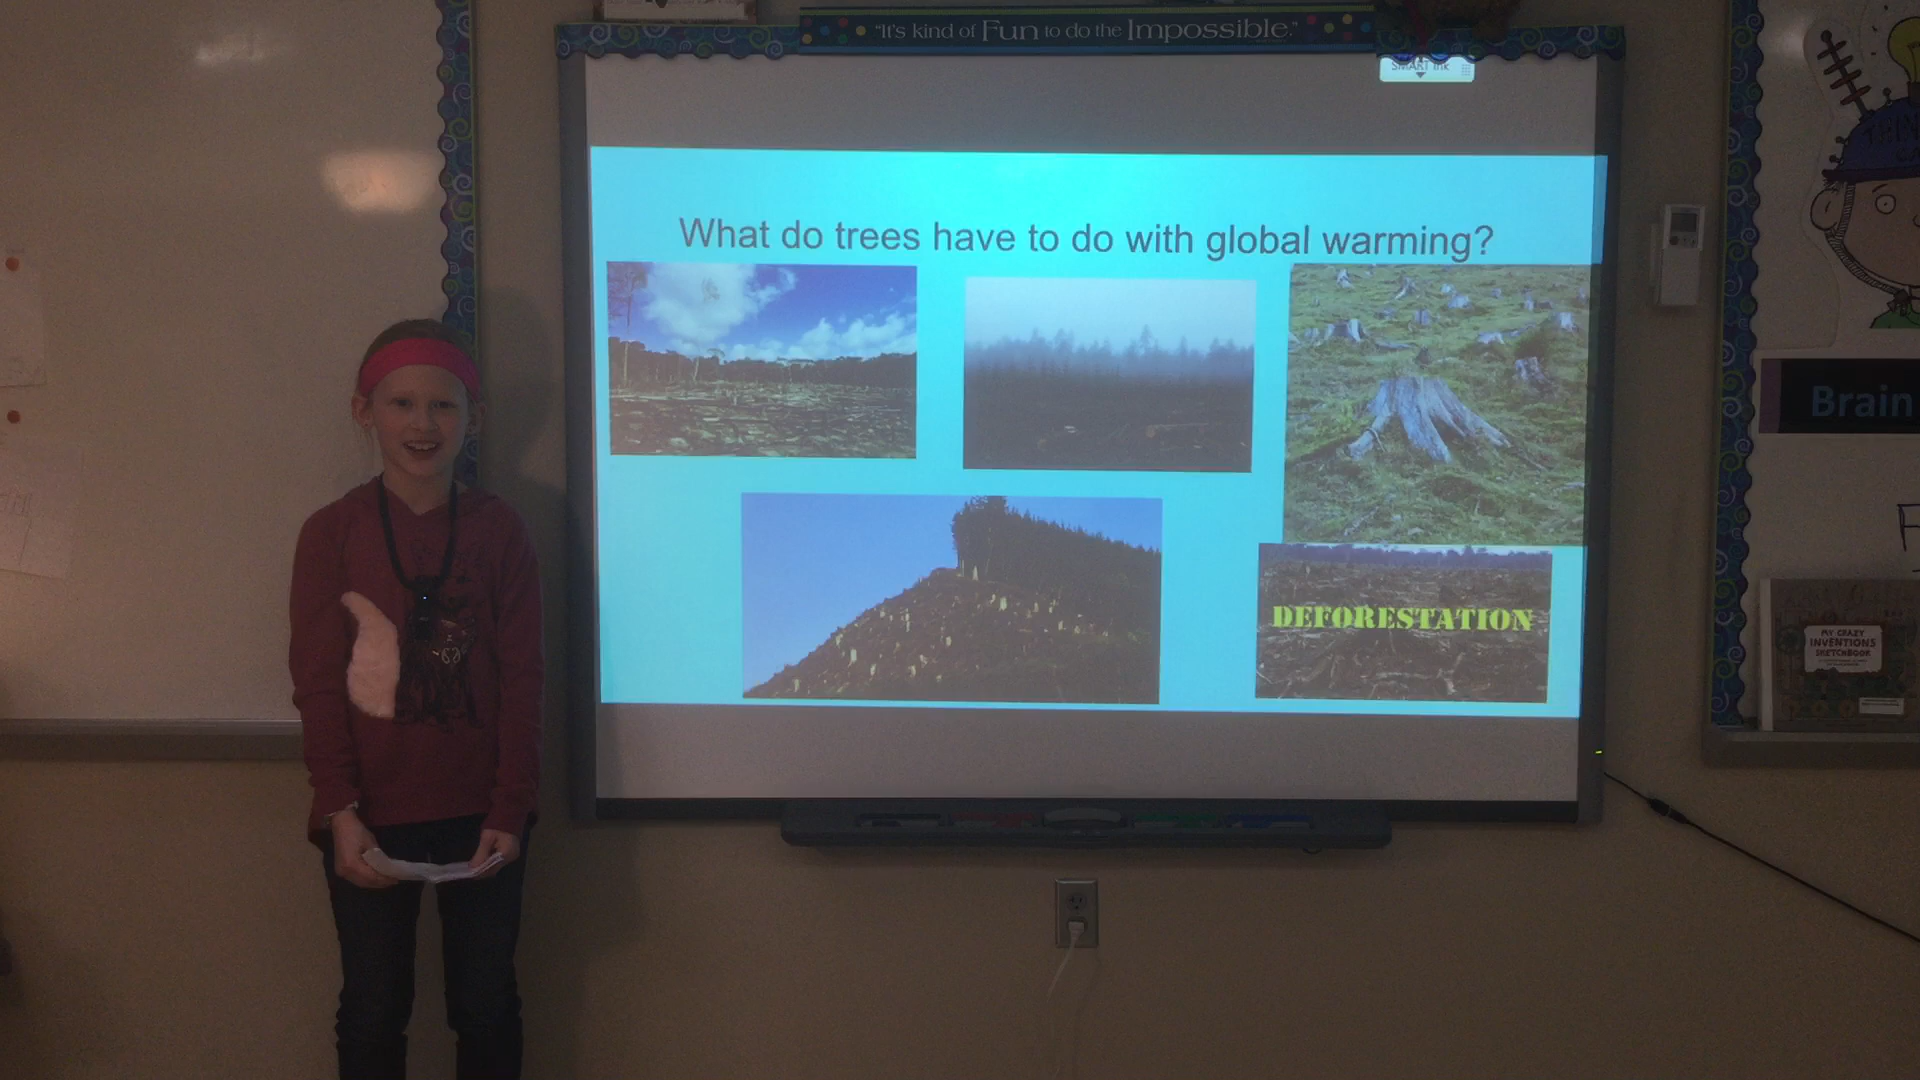 "It's kind of Fun to do the Impossible."
SMART Ink
What do trees have to do with global warming?
DEFORESTATION
Brain
MY CRAZY
INVENTIONS
SKETCHBOOK